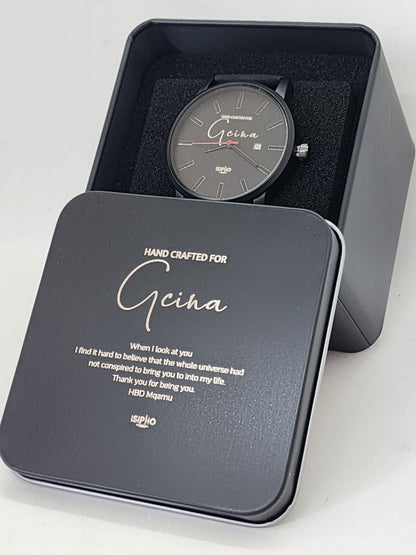 HAND CRAFTED FOR
Gcina
ISIPHO
HAND CRAFTED FOR
Gcina
When I look at you
I find it hard to believe that the whole universe had
not conspired to bring you to into my life.
Thank you for being you.
HBD Mqamu
ISIPHO